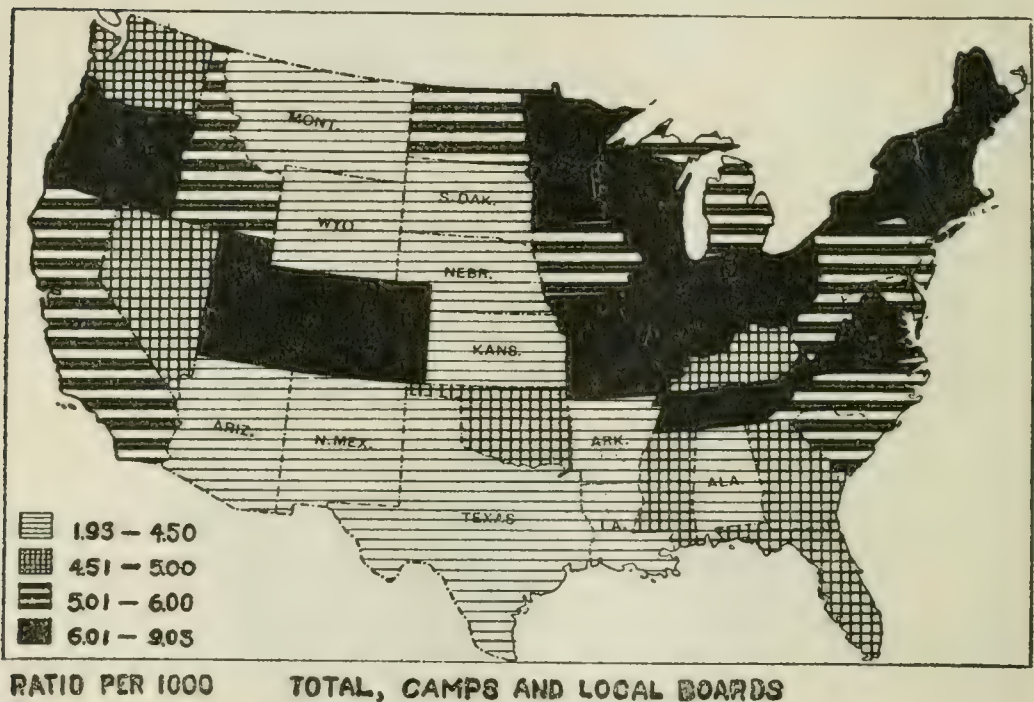 MONT.
S. DAK.
WYO.
NEBR.
KANS.
ARIZ.
N. MEX.
ARK.
ALA.
TEXAS
LA.
1.93 — 4.50
4.51 — 5.00
5.01 — 6.00
6.01 — 9.03
RATIO PER 1000 TOTAL, CAMPS AND LOCAL BOARDS